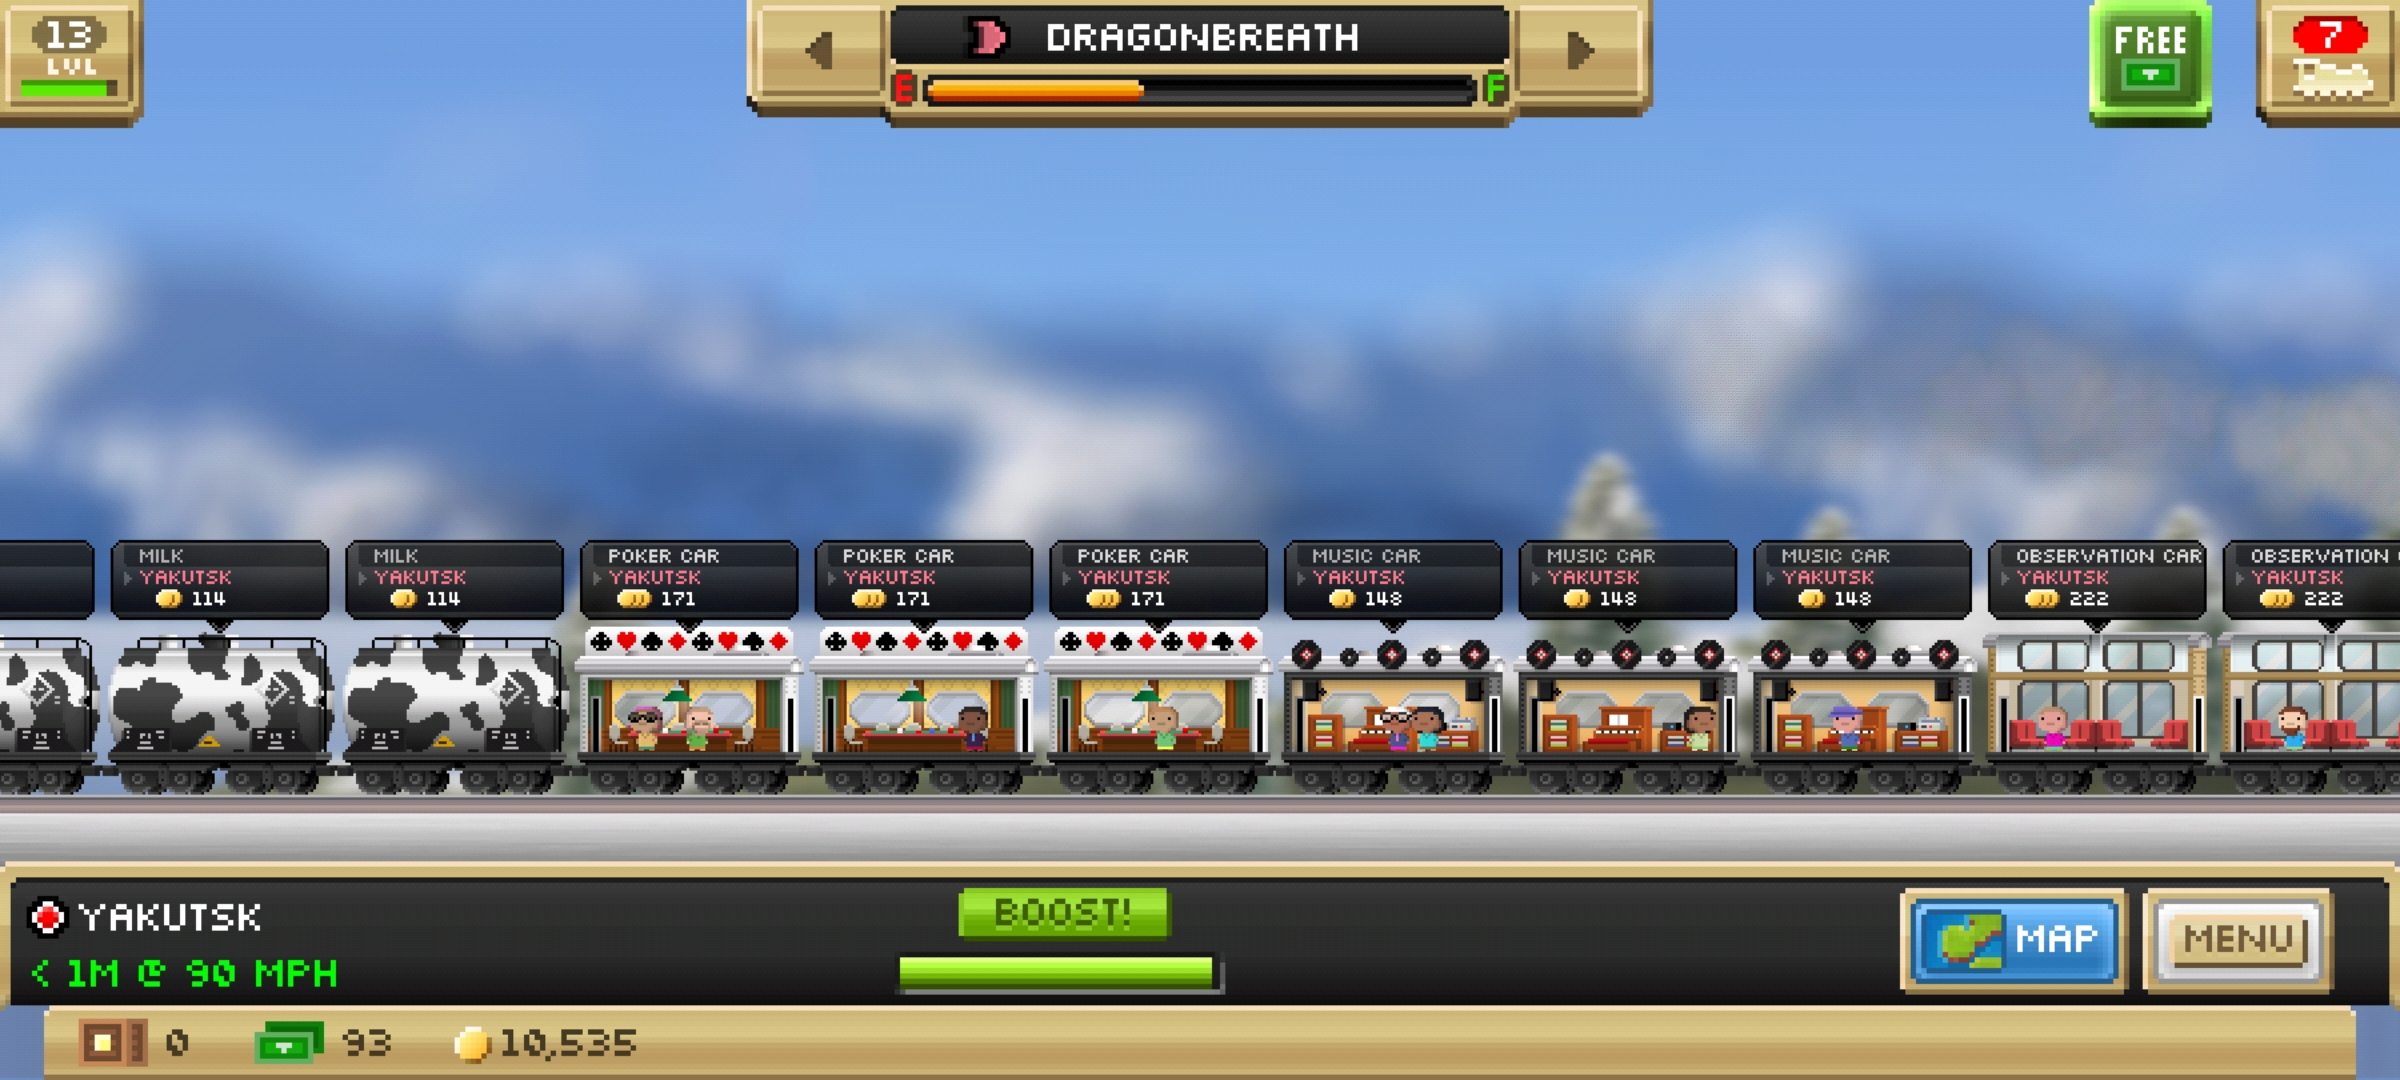 13
LVL
DRAGONBREATH
E F
FREE
7
MILK
YAKUTSK
114
MILK
YAKUTSK
114
POKER CAR
YAKUTSK
171
POKER CAR
YAKUTSK
171
POKER CAR
YAKUTSK
171
MUSIC CAR
YAKUTSK
148
MUSIC CAR
YAKUTSK
148
MUSIC CAR
YAKUTSK
148
OBSERVATION CAR
YAKUTSK
222
OBSERVATION
YAKUTSK
222
YAKUTSK
< 1M @ 90 MPH
BOOST!
MAP
MENU
0 93 10,535